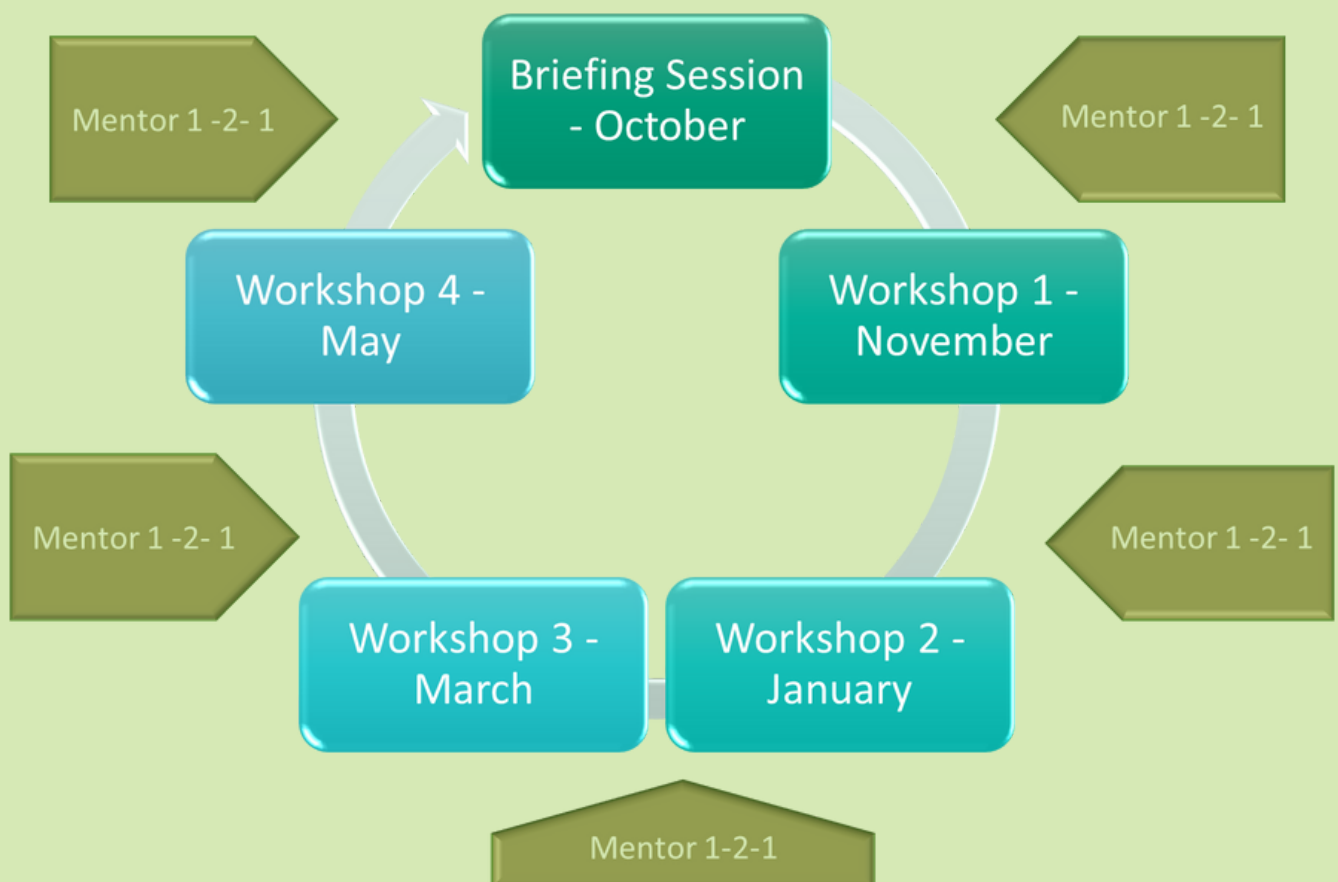 Briefing Session
- October
Mentor 1 -2- 1
Mentor 1 -2- 1
Workshop 4 -
May
Workshop 1 -
November
Mentor 1 -2- 1
Mentor 1 -2- 1
Workshop 3 -
March
Workshop 2 -
January
Mentor 1-2-1